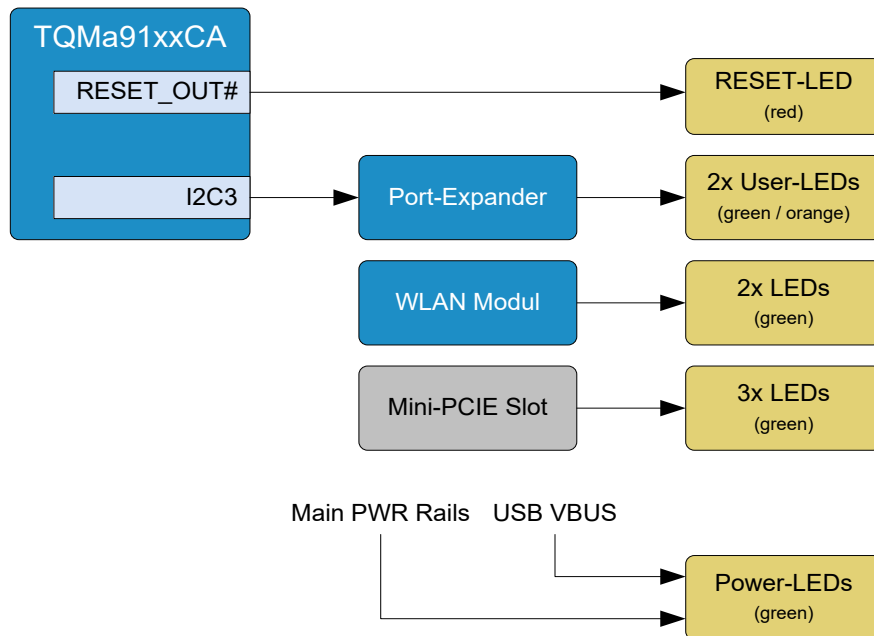 TQMa91xxCA
RESET_OUT#
RESET-LED
(red)
I2C3
Port-Expander
2x User-LEDs
(green / orange)
WLAN Modul
2x LEDs
(green)
Mini-PCIE Slot
3x LEDs
(green)
Main PWR Rails
USB VBUS
Power-LEDs
(green)